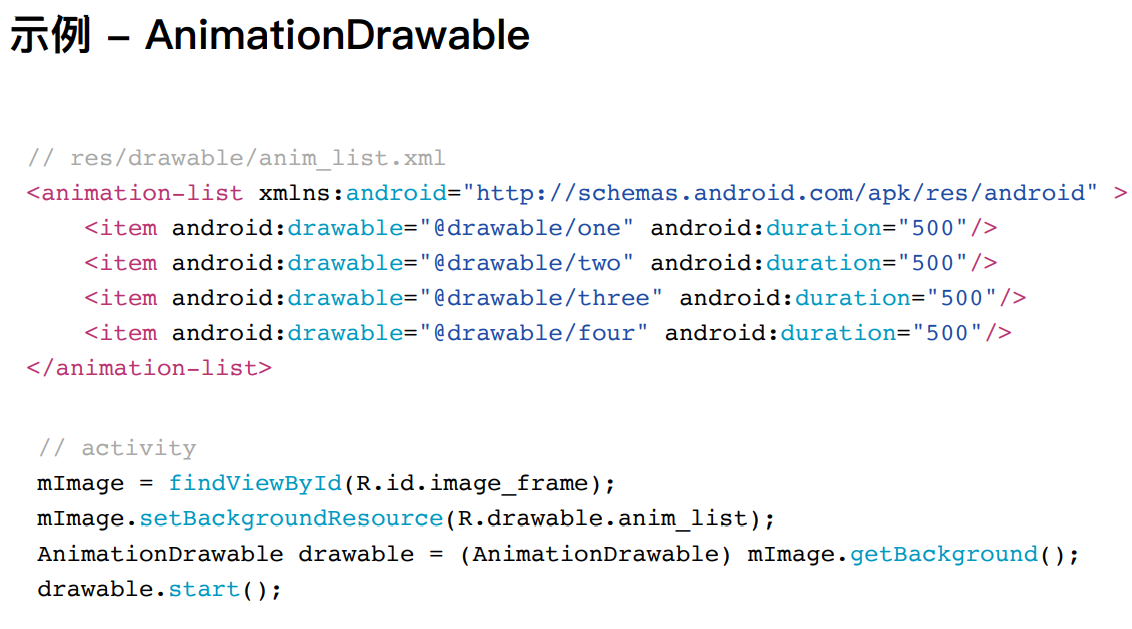 示例 – AnimationDrawable
// res/drawable/anim_list.xml
<animation-list xmlns:android="http://schemas.android.com/apk/res/android" >
    <item android:drawable="@drawable/one" android:duration="500"/>
    <item android:drawable="@drawable/two" android:duration="500"/>
    <item android:drawable="@drawable/three" android:duration="500"/>
    <item android:drawable="@drawable/four" android:duration="500"/>
</animation-list>
// activity
mImage = findViewById(R.id.image_frame);
mImage.setBackgroundResource(R.drawable.anim_list);
AnimationDrawable drawable = (AnimationDrawable) mImage.getBackground();
drawable.start();